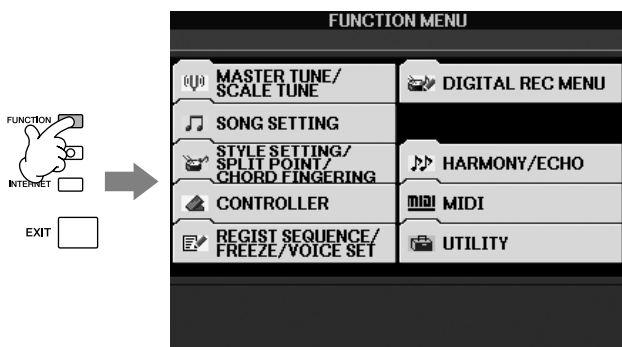 FUNCTION MENU
MASTER TUNE/
SCALE TUNE
DIGITAL REC MENU
SONG SETTING
STYLE SETTING/
SPLIT POINT/
CHORD FINGERING
HARMONY/ECHO
CONTROLLER
MIDI MIDI
REGIST SEQUENCE/
FREEZE/VOICE SET
UTILITY
FUNCTION
INTERNET
EXIT